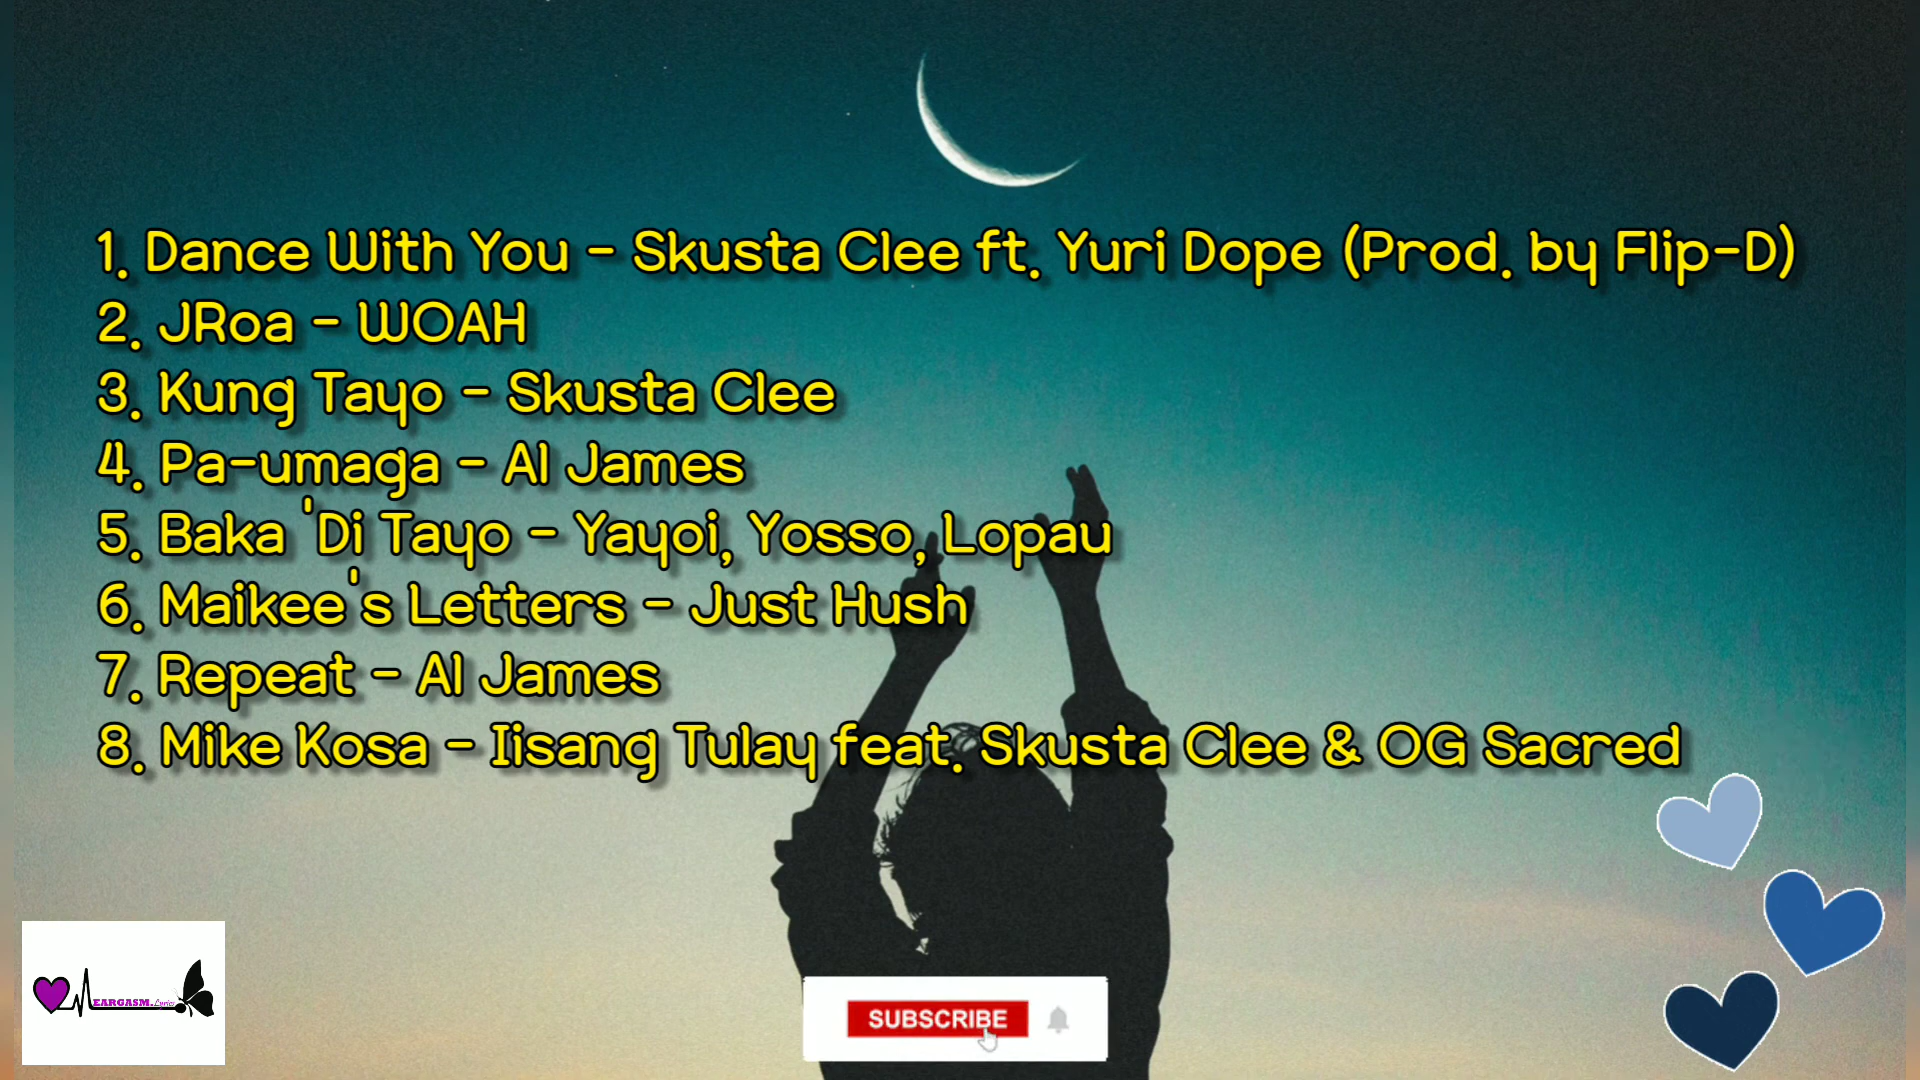 1. Dance With You - Skusta Clee ft. Yuri Dope (Prod. by Flip-D)
2. JRoa - WOAH
3. Kung Tayo - Skusta Clee
4. Pa-umaga - Al James
5. Baka 'Di Tayo - Yayoi, Yosso, Lopau
6. Maikee's Letters - Just Hush
7. Repeat - Al James
8. Mike Kosa - Iisang Tulay feat. Skusta Clee & OG Sacred
EARGASM.Lyrics
SUBSCRIBE